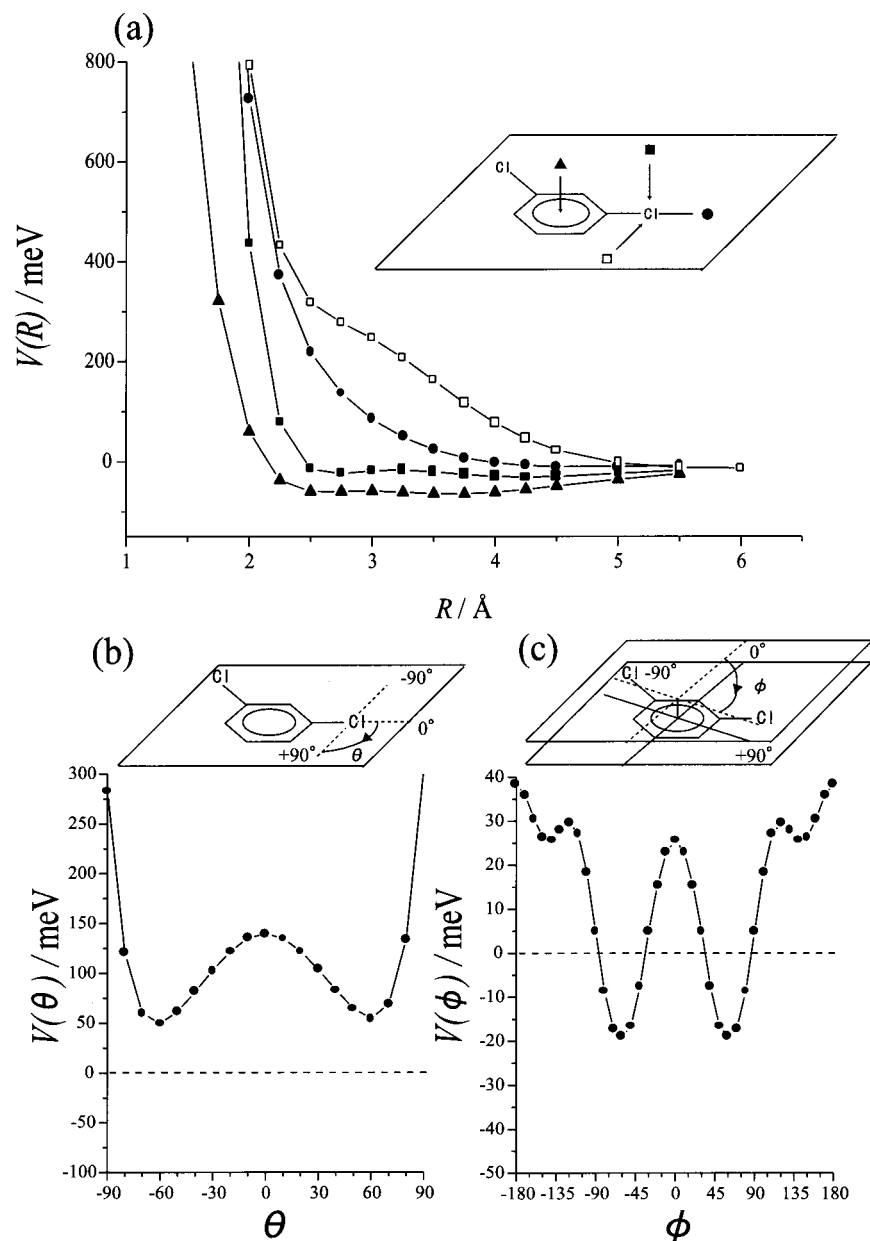 (a)
800
600
400
200
0
V(R) / meV
1 2 3 4 5 6
R / Å
Cl
Cl
(b)
Cl
Cl
-90°
0°
+90°
θ
300
250
200
150
100
50
0
-50
-100
V(θ) / meV
-90 -60 -30 0 30 60 90
θ
(c)
Cl
-90°
0°
ϕ
Cl
+90°
40
30
20
10
0
-10
-20
-30
-40
-50
V(ϕ) / meV
-180 -135 -90 -45 0 45 90 135 180
ϕ